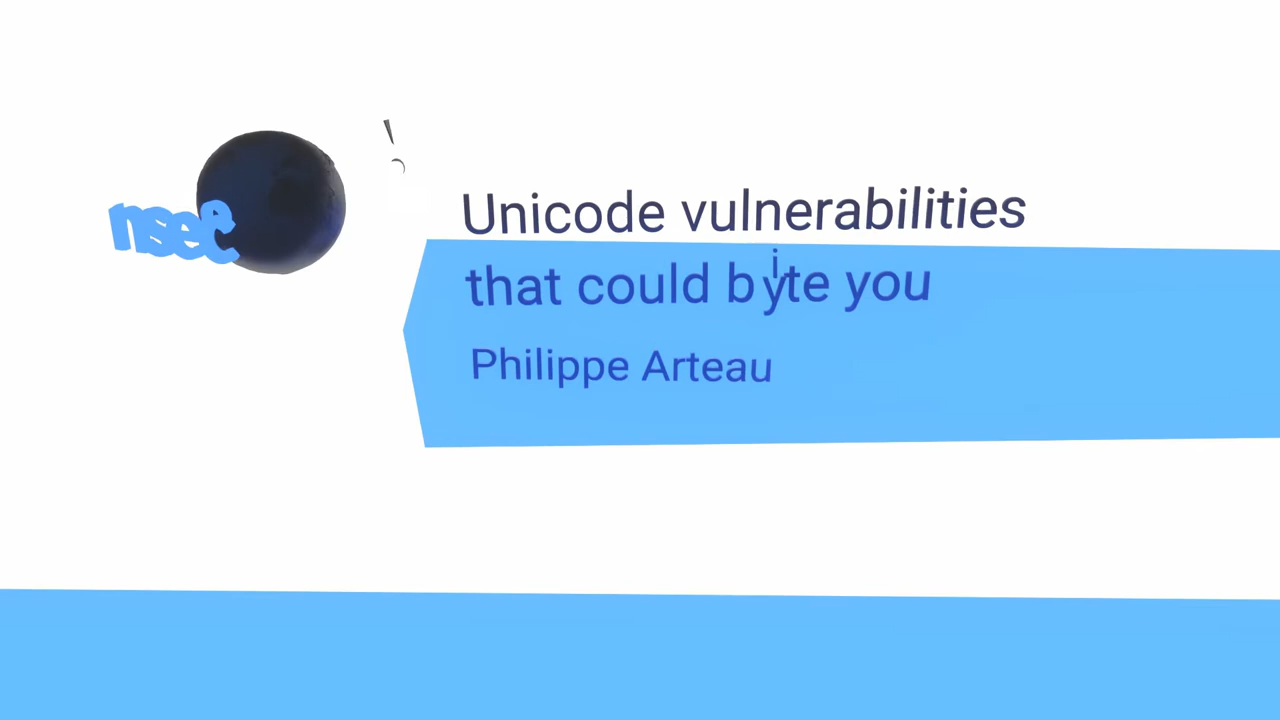 nsec
Unicode vulnerabilities
that could byte you
i
Philippe Arteau